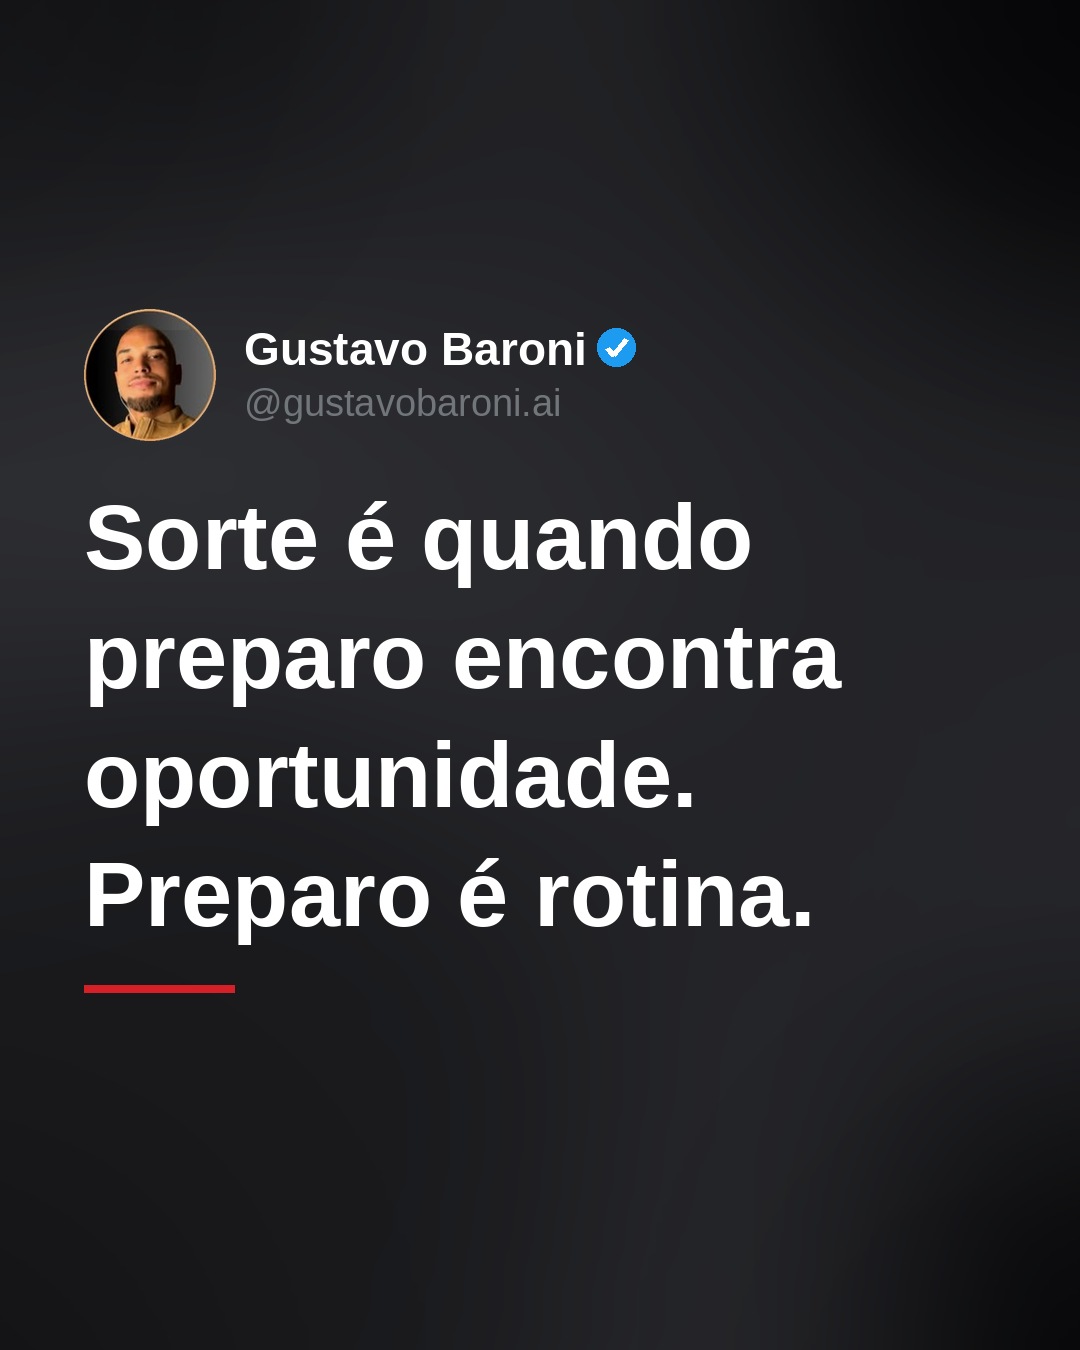 Gustavo Baroni
@gustavobaroni.ai
Sorte é quando
preparo encontra
oportunidade.
Preparo é rotina.